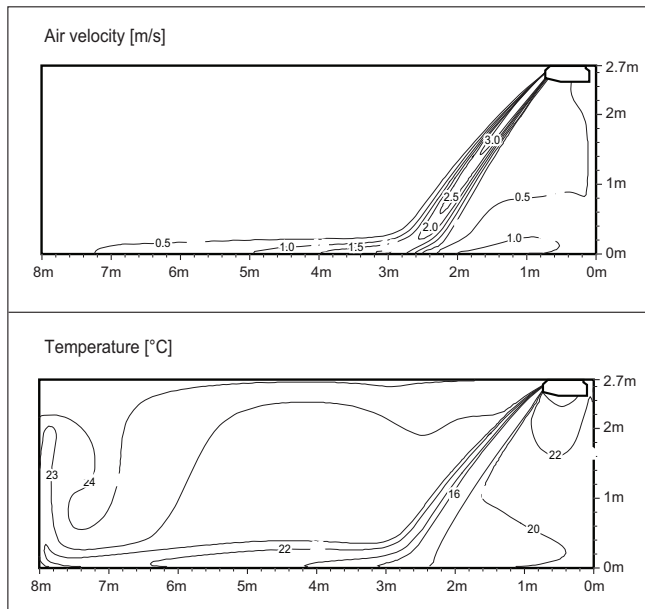 Air velocity [m/s]
2.7m
3.0
2m
2.5
0.5
1m
2.0
0.5
1.0
1.5
1.0
0m
8m 7m 6m 5m 4m 3m 2m 1m 0m
Temperature [°C]
2.7m
2m
22
23
24
16
1m
20
22
0m
8m 7m 6m 5m 4m 3m 2m 1m 0m